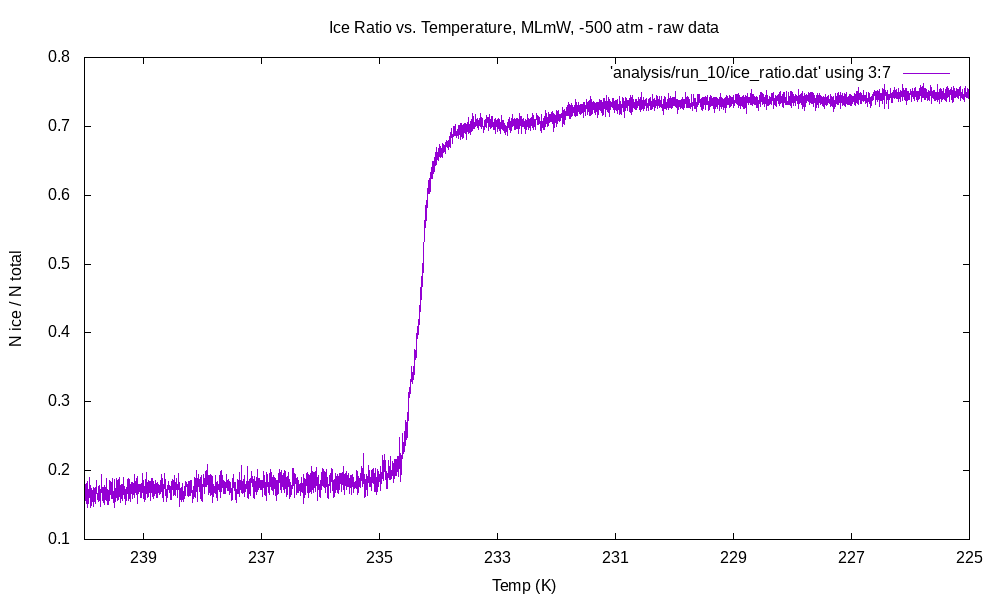 Ice Ratio vs. Temperature, MLmW, -500 atm - raw data
'analysis/run_10/ice_ratio.dat' using 3:7
0.8
0.7
0.6
0.5
0.4
0.3
0.2
0.1
N ice / N total
239 237 235 233 231 229 227 225
Temp (K)